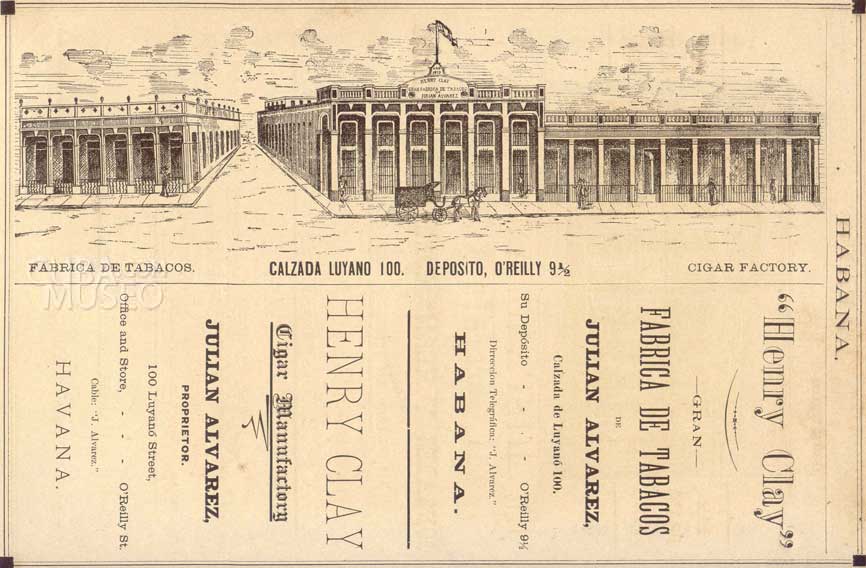 HENRY CLAY
GRAN FABRICA DE TABACOS
JULIAN ALVAREZ
FABRICA DE TABACOS.
CALZADA LUYANO 100. DEPOSITO, O'REILLY 9½
CIGAR FACTORY.
MUSEO
HABANA.
"Henry Clay"
—GRAN—
FABRICA DE TABACOS
DE
JULIAN ALVAREZ,
Calzada de Luyanó 100.
Su Depósito - - - O'Reilly 9½
Direccion Telegráfica: "J. Alvarez."
HABANA.
HENRY CLAY
Cigar Manufactory
JULIAN ALVAREZ,
PROPRIETOR.
100 Luyanó Street,
Office and Store, - - - O'Reilly St.
Cable: "J. Alvarez."
HAVANA.